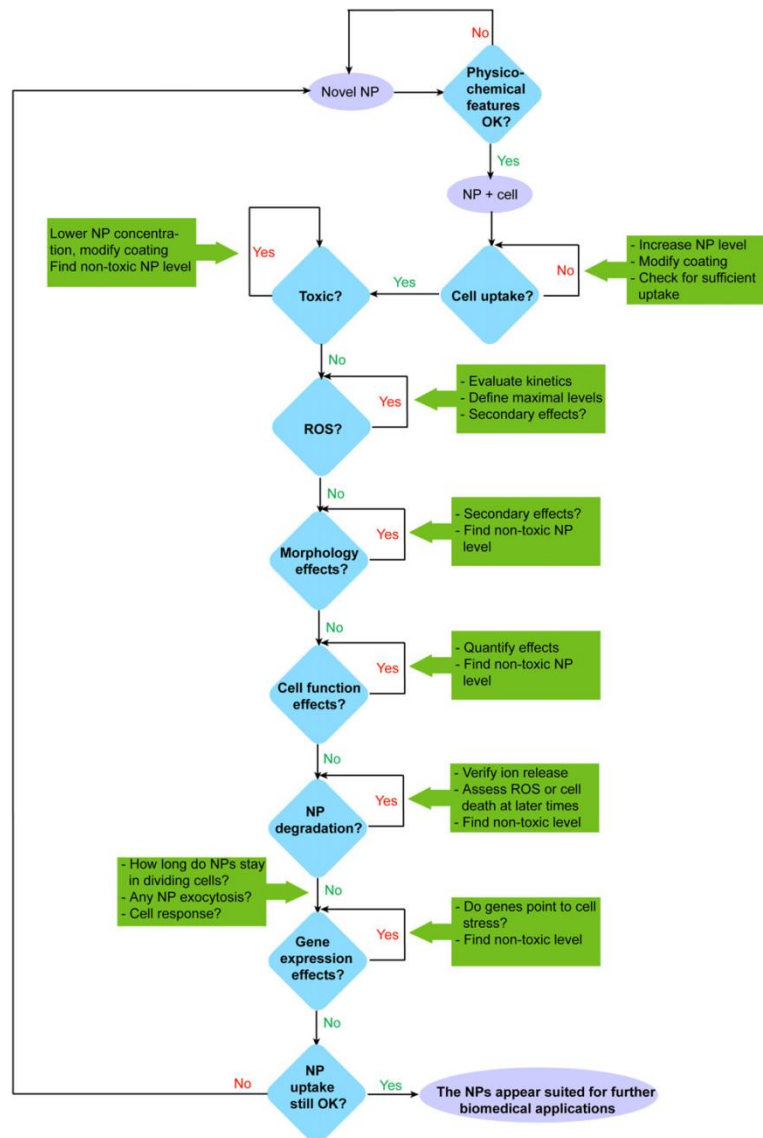 No
Novel NP
Physico-
chemical
features
OK?
Yes
NP + cell
Lower NP concentra-
tion, modify coating
Find non-toxic NP level
Yes
Toxic?
Yes
Cell uptake?
No
- Increase NP level
- Modify coating
- Check for sufficient
uptake
No
ROS?
Yes
- Evaluate kinetics
- Define maximal levels
- Secondary effects?
No
Morphology
effects?
Yes
- Secondary effects?
- Find non-toxic NP
level
No
Cell function
effects?
Yes
- Quantify effects
- Find non-toxic NP
level
No
NP
degradation?
Yes
- Verify ion release
- Assess ROS or cell
death at later times
- Find non-toxic level
- How long do NPs stay
in dividing cells?
- Any NP exocytosis?
- Cell response?
No
Gene
expression
effects?
Yes
- Do genes point to cell
stress?
- Find non-toxic level
No
No
NP
uptake
still OK?
Yes
The NPs appear suited for further
biomedical applications